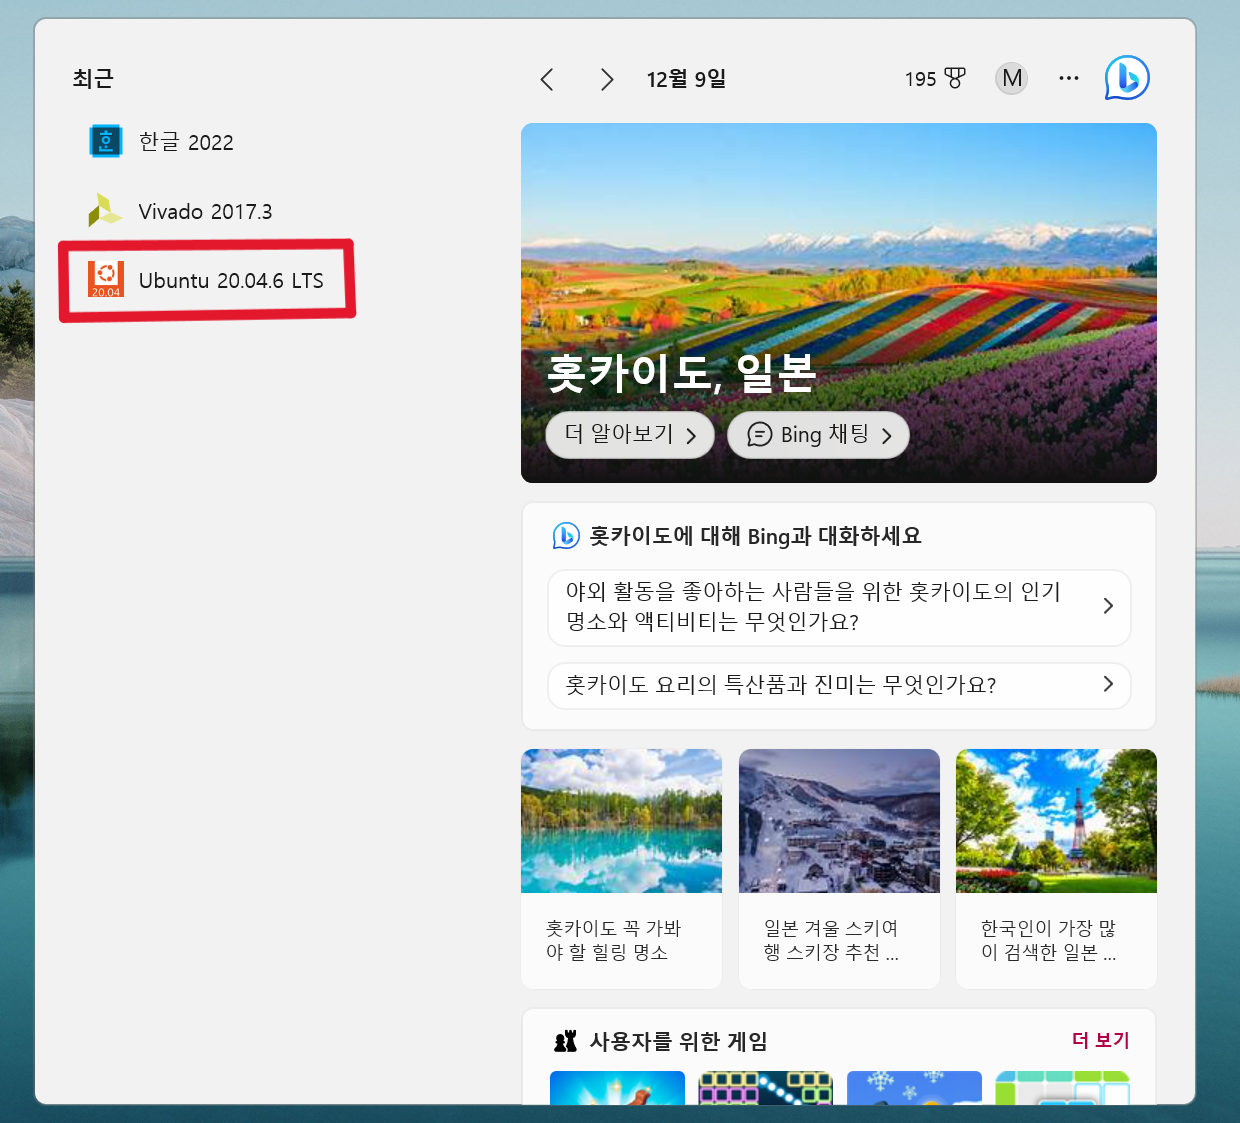 최근
한글 2022
Vivado 2017.3
20.04
Ubuntu 20.04.6 LTS
12월 9일
195
M
홋카이도, 일본
더 알아보기
Bing 채팅
홋카이도에 대해 Bing과 대화하세요
야외 활동을 좋아하는 사람들을 위한 홋카이도의 인기
명소와 액티비티는 무엇인가요?
홋카이도 요리의 특산품과 진미는 무엇인가요?
홋카이도 꼭 가봐
야 할 힐링 명소
일본 겨울 스키여
행 스키장 추천 ...
한국인이 가장 많
이 검색한 일본 ...
사용자를 위한 게임
더 보기